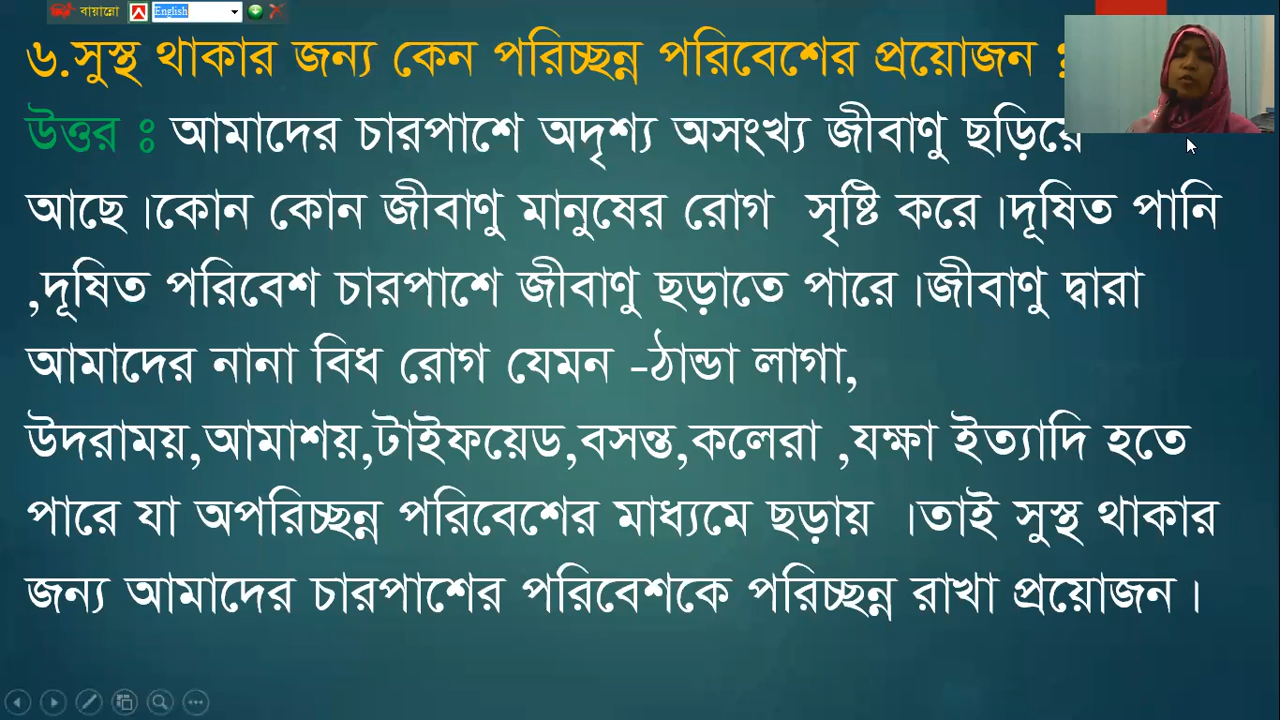 বায়ান্নো English
৬.সুস্থ থাকার জন্য কেন পরিচ্ছন্ন পরিবেশের প্রয়োজন ?
উত্তর ঃ আমাদের চারপাশে অদৃশ্য অসংখ্য জীবাণু ছড়িয়ে
আছে।কোন কোন জীবাণু মানুষের রোগ সৃষ্টি করে।দূষিত পানি
,দূষিত পরিবেশ চারপাশে জীবাণু ছড়াতে পারে।জীবাণু দ্বারা
আমাদের নানা বিধ রোগ যেমন -ঠান্ডা লাগা,
উদরাময়,আমাশয়,টাইফয়েড,বসন্ত,কলেরা ,যক্ষা ইত্যাদি হতে
পারে যা অপরিচ্ছন্ন পরিবেশের মাধ্যমে ছড়ায় ।তাই সুস্থ থাকার
জন্য আমাদের চারপাশের পরিবেশকে পরিচ্ছন্ন রাখা প্রয়োজন।